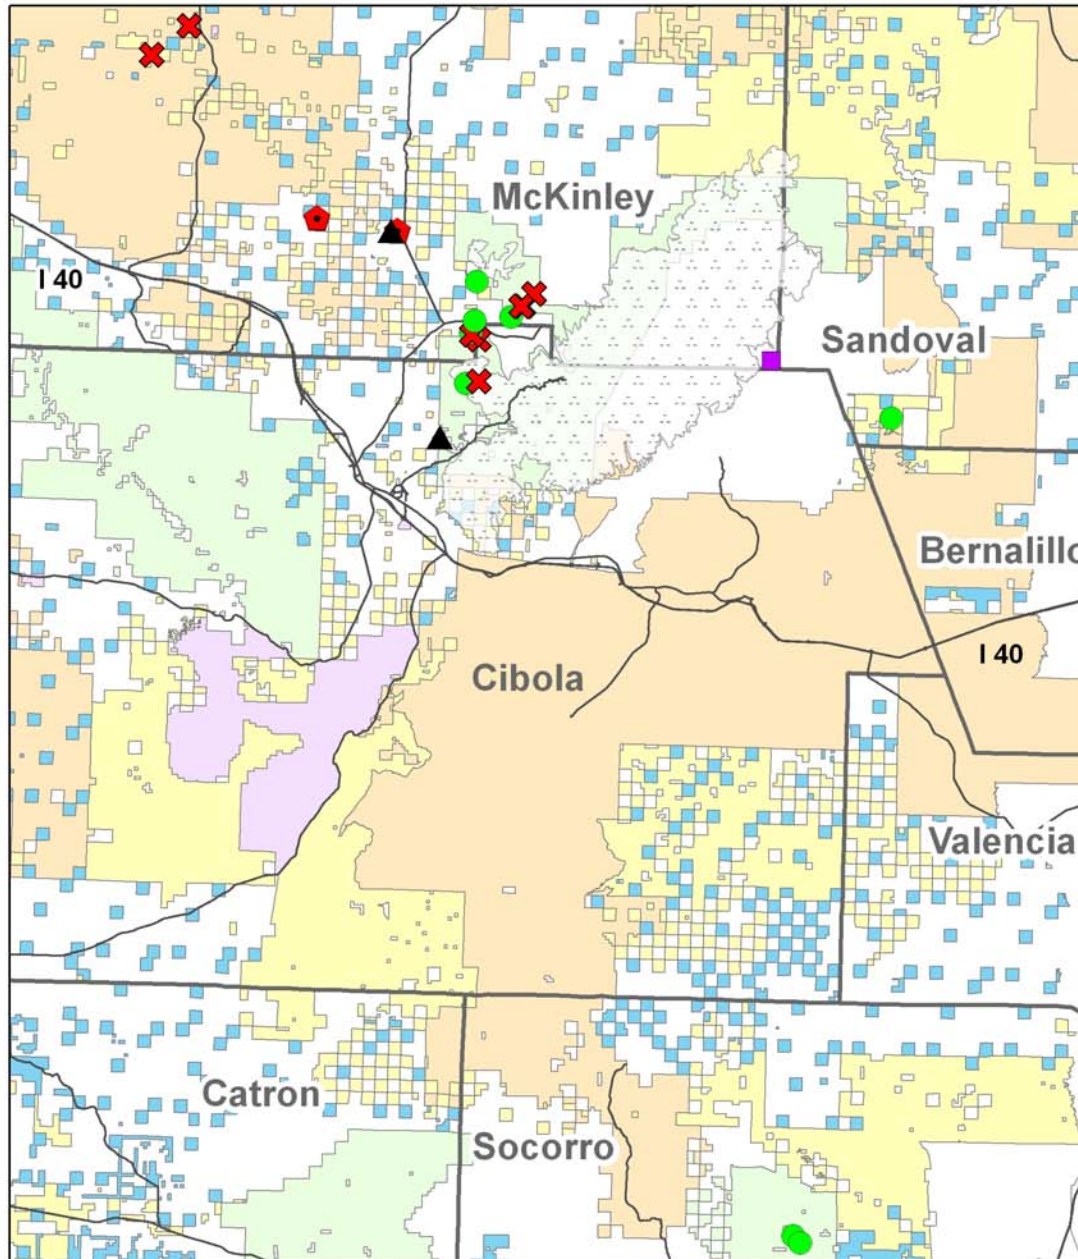 McKinley
I 40
Sandoval
Bernalillo
I 40
Cibola
Valencia
Catron
Socorro